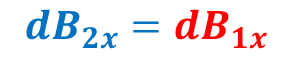 dB₂ₓ = dB₁ₓ